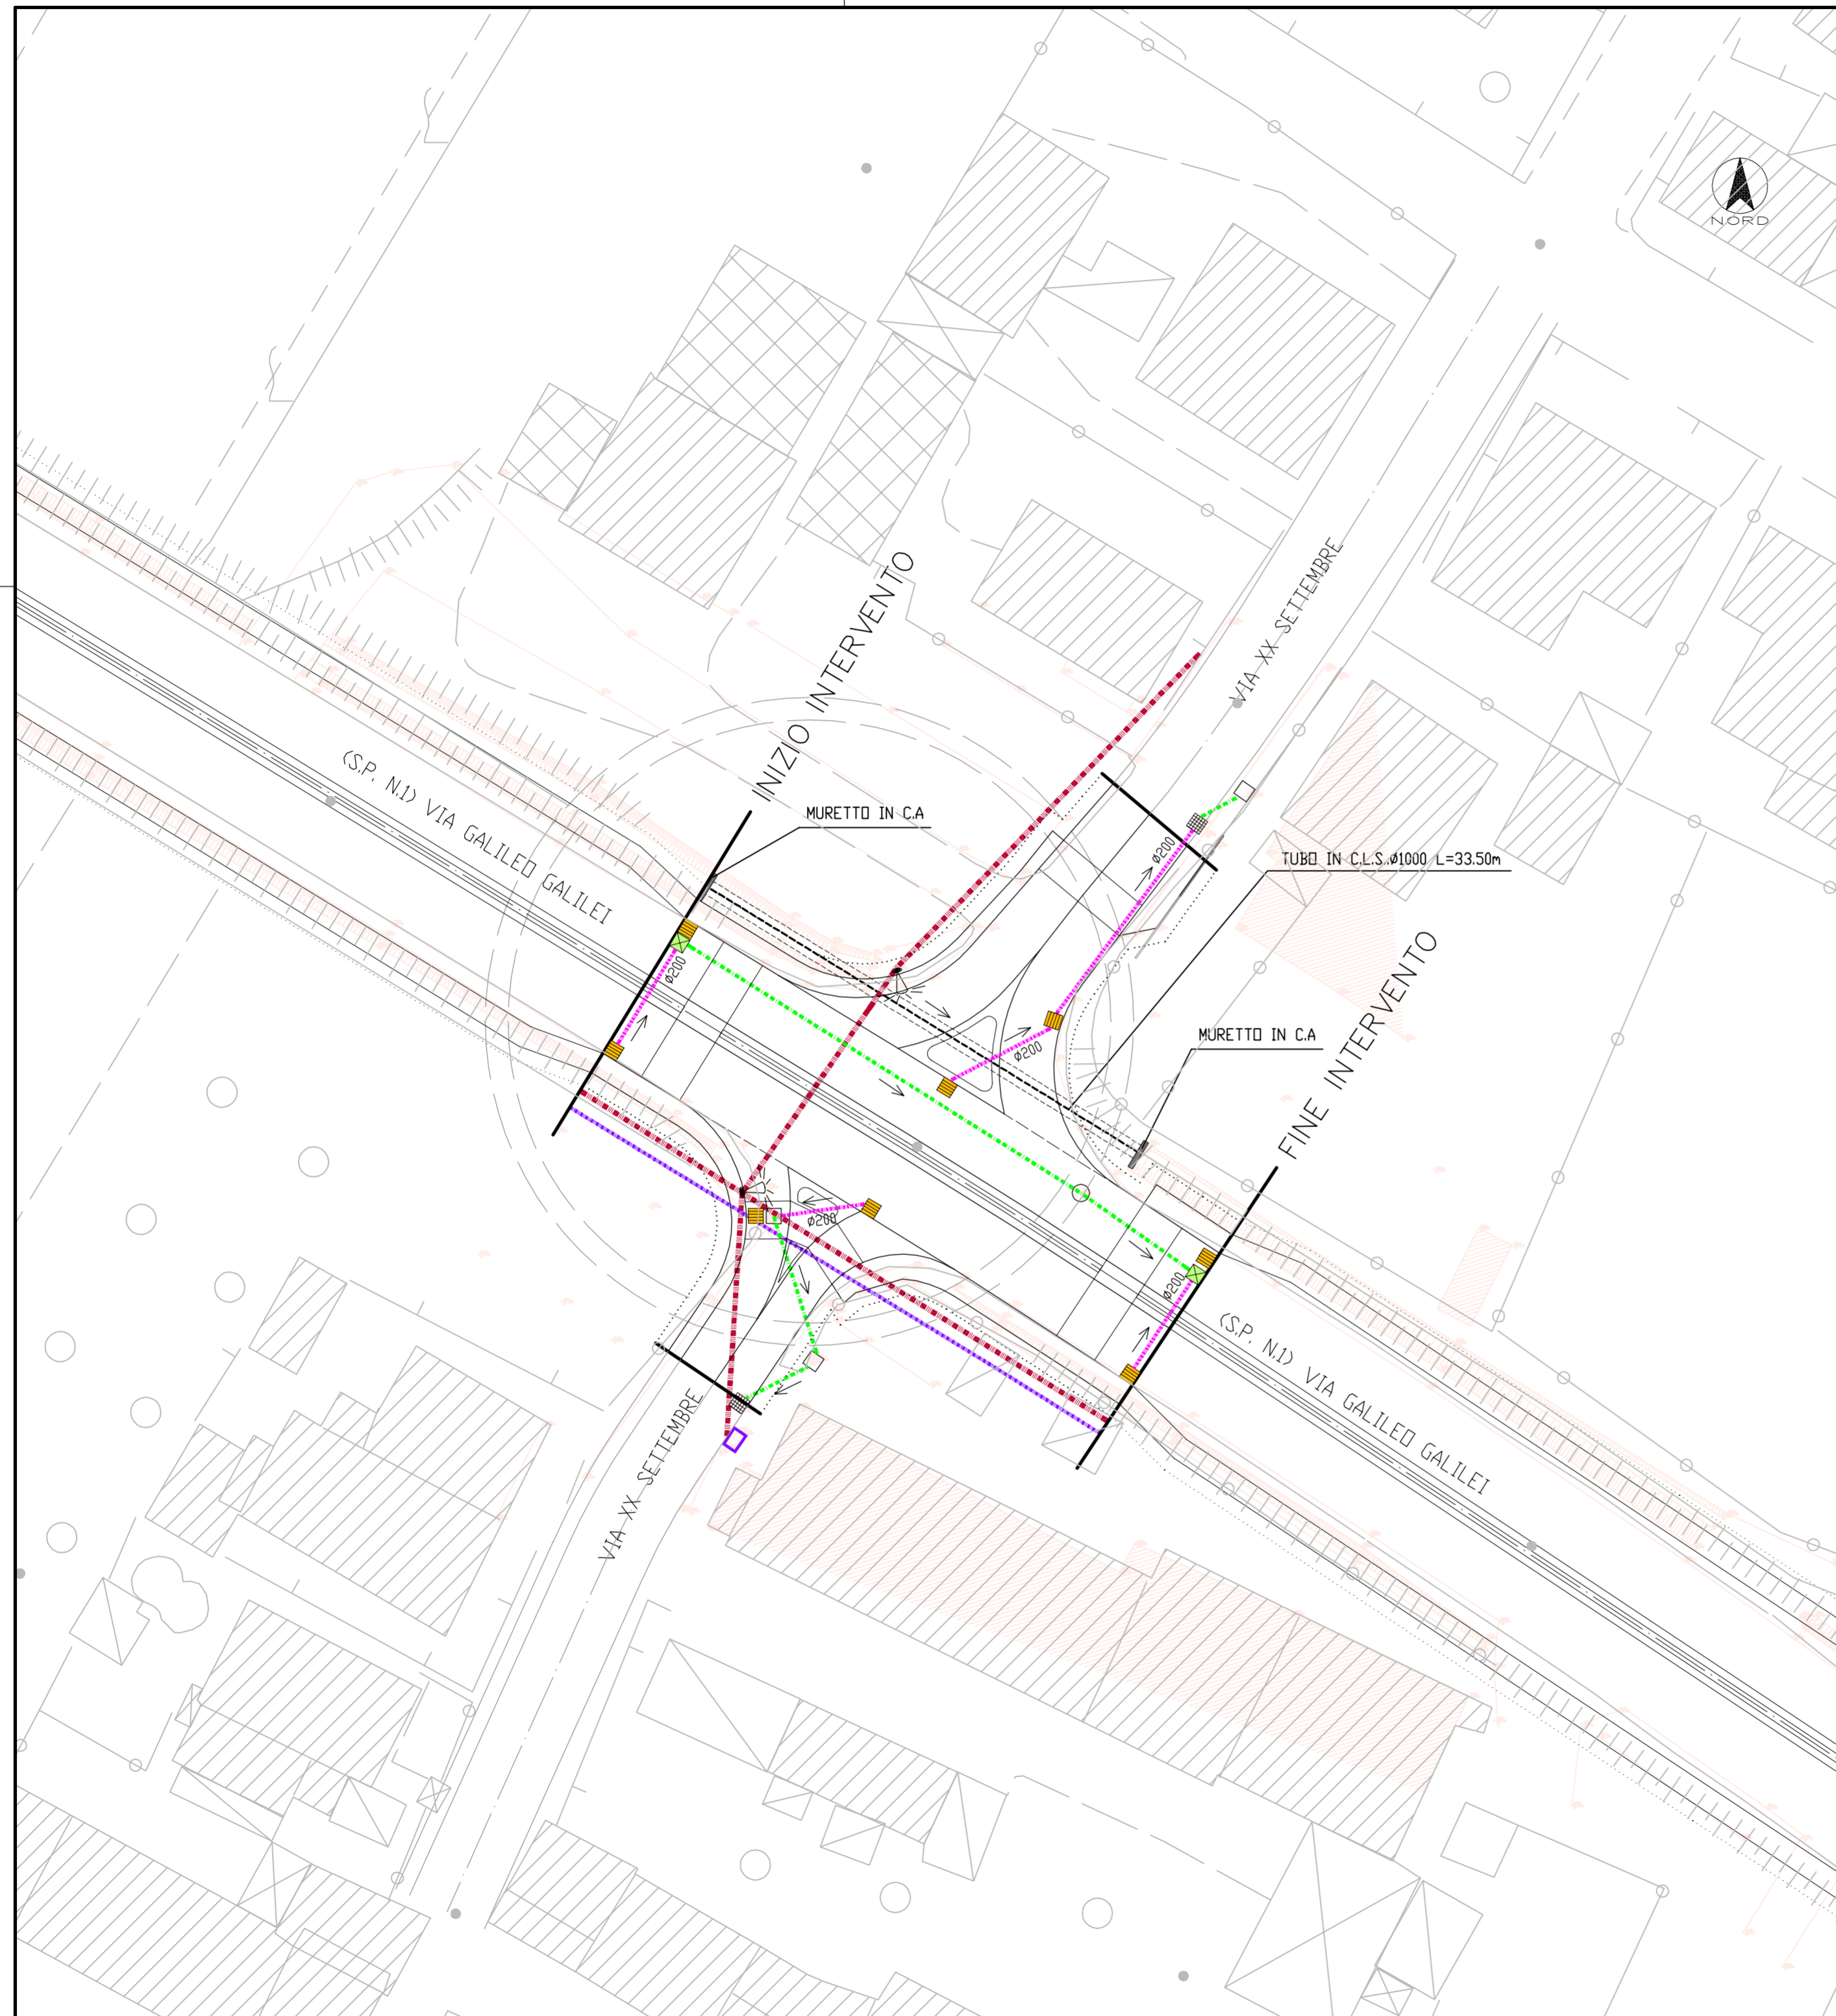 NORD
INIZIO INTERVENTO
VIA XX SETTEMBRE
(S.P. N.1) VIA GALILEO GALILEI
MURETTO IN C.A
Ø200
TUBO IN C.L.S. Ø1000 L=33.50m
Ø200
FINE INTERVENTO
MURETTO IN C.A
Ø200
Ø200
Ø200
(S.P. N.1) VIA GALILEO GALILEI
VIA XX SETTEMBRE